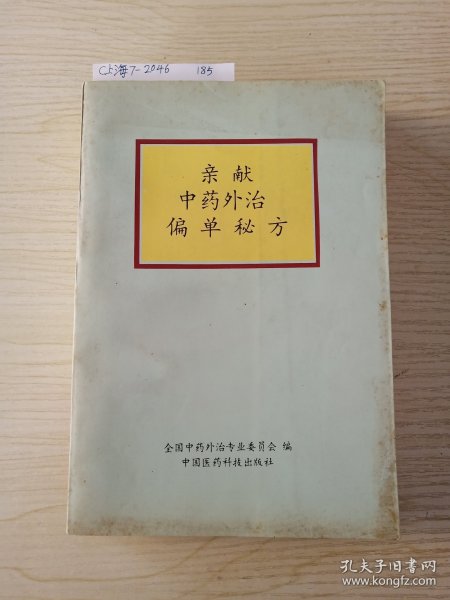 C上海7-2046 185
亲献
中药外治
偏单秘方
全国中药外治专业委员会 编
中国医药科技出版社
孔夫子旧书网
www.kongfz.com